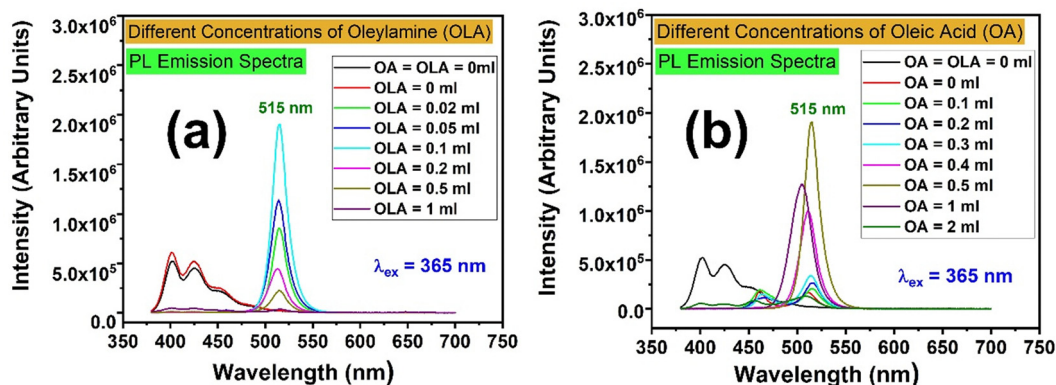 Different Concentrations of Oleylamine (OLA)
PL Emission Spectra
(a)
515 nm
OA = OLA = 0ml
OLA = 0 ml
OLA = 0.02 ml
OLA = 0.05 ml
OLA = 0.1 ml
OLA = 0.2 ml
OLA = 0.5 ml
OLA = 1 ml
λex = 365 nm
Intensity (Arbitrary Units)
3.0x10⁶
2.5x10⁶
2.0x10⁶
1.5x10⁶
1.0x10⁶
5.0x10⁵
0.0
350 400 450 500 550 600 650 700 750
Wavelength (nm)
Different Concentrations of Oleic Acid (OA)
PL Emission Spectra
(b)
515 nm
OA = OLA = 0 ml
OA = 0 ml
OA = 0.1 ml
OA = 0.2 ml
OA = 0.3 ml
OA = 0.4 ml
OA = 0.5 ml
OA = 1 ml
OA = 2 ml
λex = 365 nm
Intensity (Arbitrary Units)
3.0x10⁶
2.5x10⁶
2.0x10⁶
1.5x10⁶
1.0x10⁶
5.0x10⁵
0.0
350 400 450 500 550 600 650 700 750
Wavelength (nm)